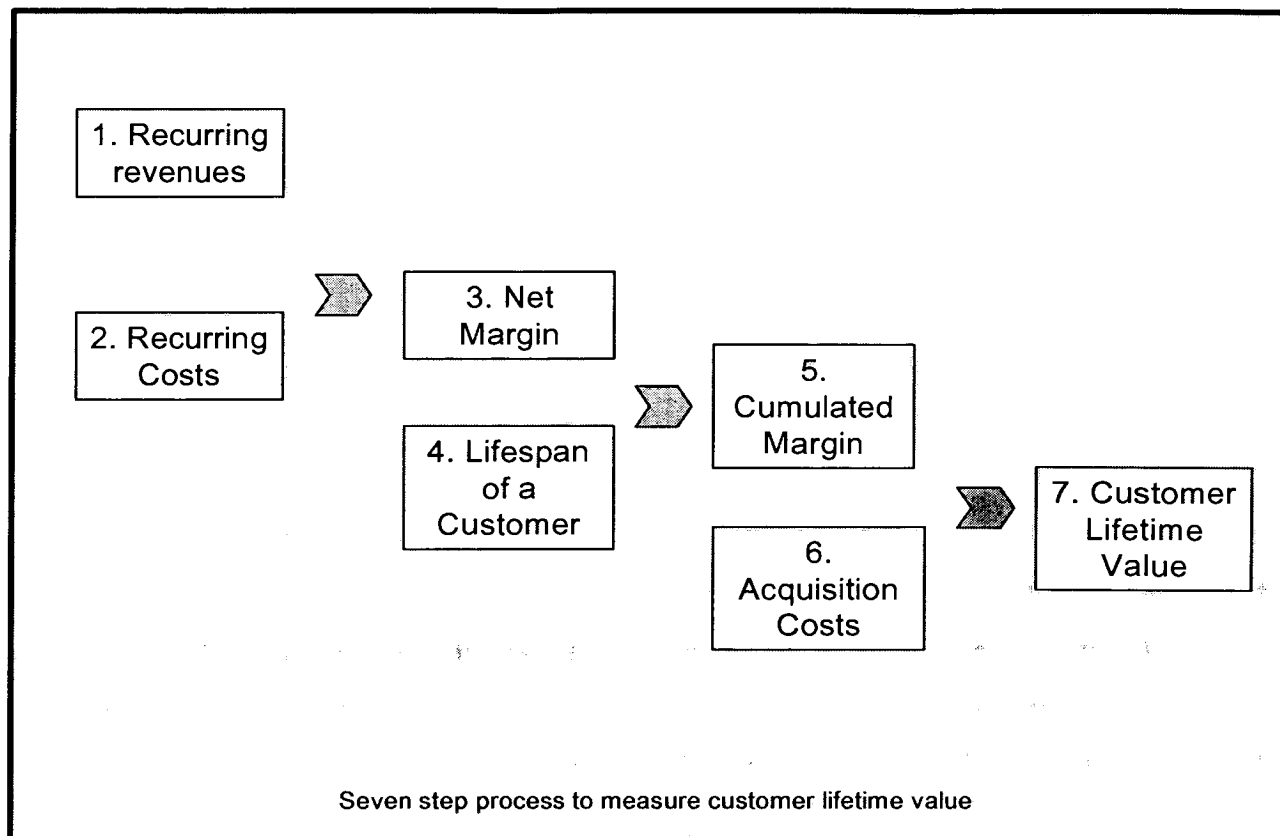 1. Recurring
revenues
2. Recurring
Costs
3. Net
Margin
4. Lifespan
of a
Customer
5.
Cumulated
Margin
6.
Acquisition
Costs
7. Customer
Lifetime
Value
Seven step process to measure customer lifetime value